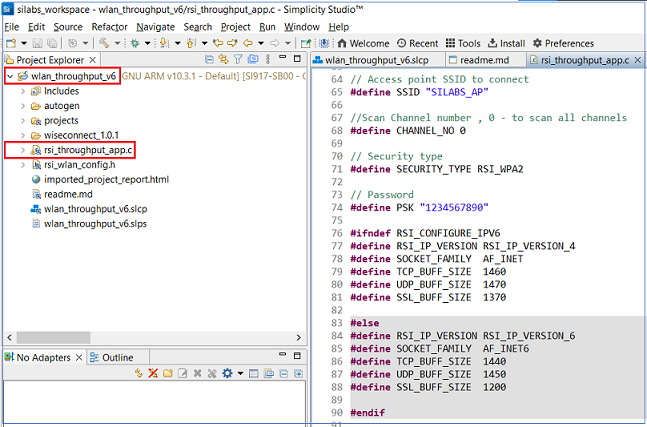 silabs_workspace - wlan_throughput_v6/rsi_throughput_app.c - Simplicity Studio™
File Edit Source Refactor Navigate Search Project Run Window Help
Welcome Recent Tools Install Preferences
Project Explorer
wlan_throughput_v6 [GNU ARM v10.3.1 - Default] [SI917-SB00 - C
Includes
autogen
projects
wiseconnect_1.0.1
rsi_throughput_app.c
rsi_wlan_config.h
imported_project_report.html
readme.md
wlan_throughput_v6.slcp
wlan_throughput_v6.slps
No Adapters Outline
wlan_throughput_v6.slcp readme.md rsi_throughput_app.c
64 // Access point SSID to connect
65 #define SSID "SILABS_AP"
66
67 //Scan Channel number , 0 - to scan all channels
68 #define CHANNEL_NO 0
69
70 // Security type
71 #define SECURITY_TYPE RSI_WPA2
72
73 // Password
74 #define PSK "1234567890"
75
76 #ifndef RSI_CONFIGURE_IPV6
77 #define RSI_IP_VERSION RSI_IP_VERSION_4
78 #define SOCKET_FAMILY AF_INET
79 #define TCP_BUFF_SIZE 1460
80 #define UDP_BUFF_SIZE 1470
81 #define SSL_BUFF_SIZE 1370
82
83 #else
84 #define RSI_IP_VERSION RSI_IP_VERSION_6
85 #define SOCKET_FAMILY AF_INET6
86 #define TCP_BUFF_SIZE 1440
87 #define UDP_BUFF_SIZE 1450
88 #define SSL_BUFF_SIZE 1200
89
90 #endif